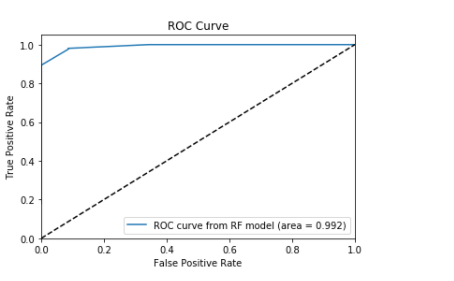 ROC Curve
1.0
0.8
0.6
0.4
0.2
0.0
True Positive Rate
ROC curve from RF model (area = 0.992)
0.0 0.2 0.4 0.6 0.8 1.0
False Positive Rate